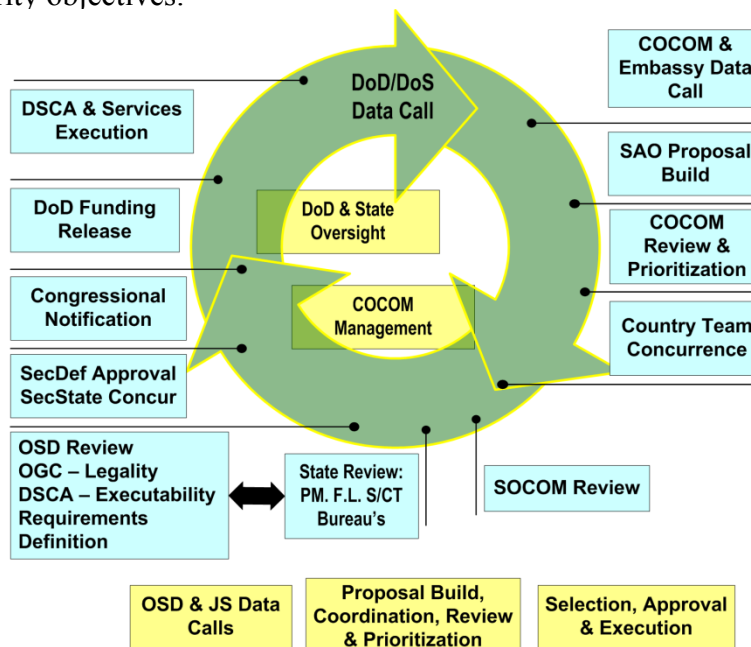 rity objectives.
DoD/DoS
Data Call
COCOM &
Embassy Data
Call
DSCA & Services
Execution
SAO Proposal
Build
DoD Funding
Release
DoD & State
Oversight
COCOM
Review &
Prioritization
Congressional
Notification
COCOM
Management
Country Team
Concurrence
SecDef Approval
SecState Concur
OSD Review
OGC – Legality
DSCA – Executability
Requirements
Definition
State Review:
PM. F.L. S/CT
Bureau's
SOCOM Review
OSD & JS Data
Calls
Proposal Build,
Coordination, Review
& Prioritization
Selection, Approval
& Execution